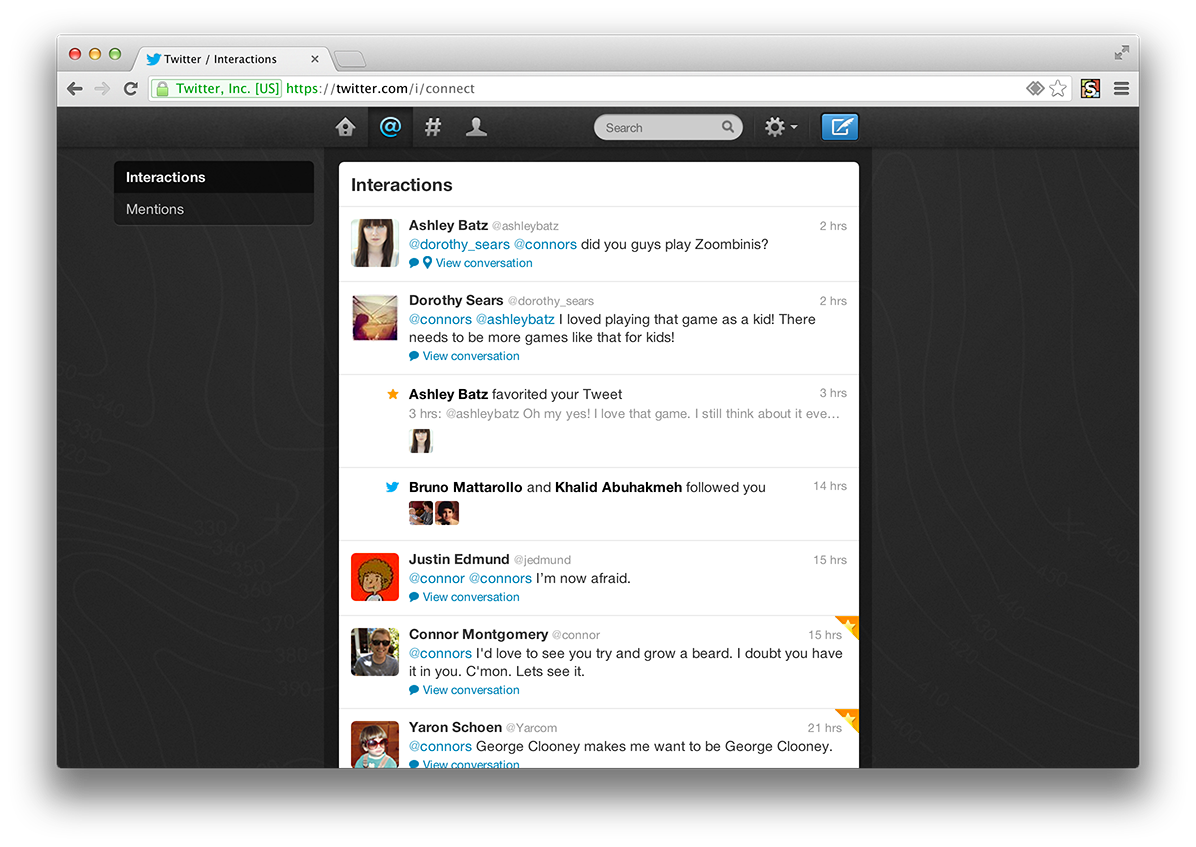 Twitter / Interactions
Twitter, Inc. [US] https://twitter.com/i/connect
@ # Search
Interactions
Mentions
Interactions
Ashley Batz @ashleybatz 2 hrs
@dorothy_sears @connors did you guys play Zoombinis?
View conversation
Dorothy Sears @dorothy_sears 2 hrs
@connors @ashleybatz I loved playing that game as a kid! There
needs to be more games like that for kids!
View conversation
Ashley Batz favorited your Tweet 3 hrs
3 hrs: @ashleybatz Oh my yes! I love that game. I still think about it eve...
Bruno Mattarollo and Khalid Abuhakmeh followed you 14 hrs
Justin Edmund @jedmund 15 hrs
@connor @connors I'm now afraid.
View conversation
Connor Montgomery @connor 15 hrs
@connors I'd love to see you try and grow a beard. I doubt you have
it in you. C'mon. Lets see it.
View conversation
Yaron Schoen @Yarcom 21 hrs
@connors George Clooney makes me want to be George Clooney.
View conversation